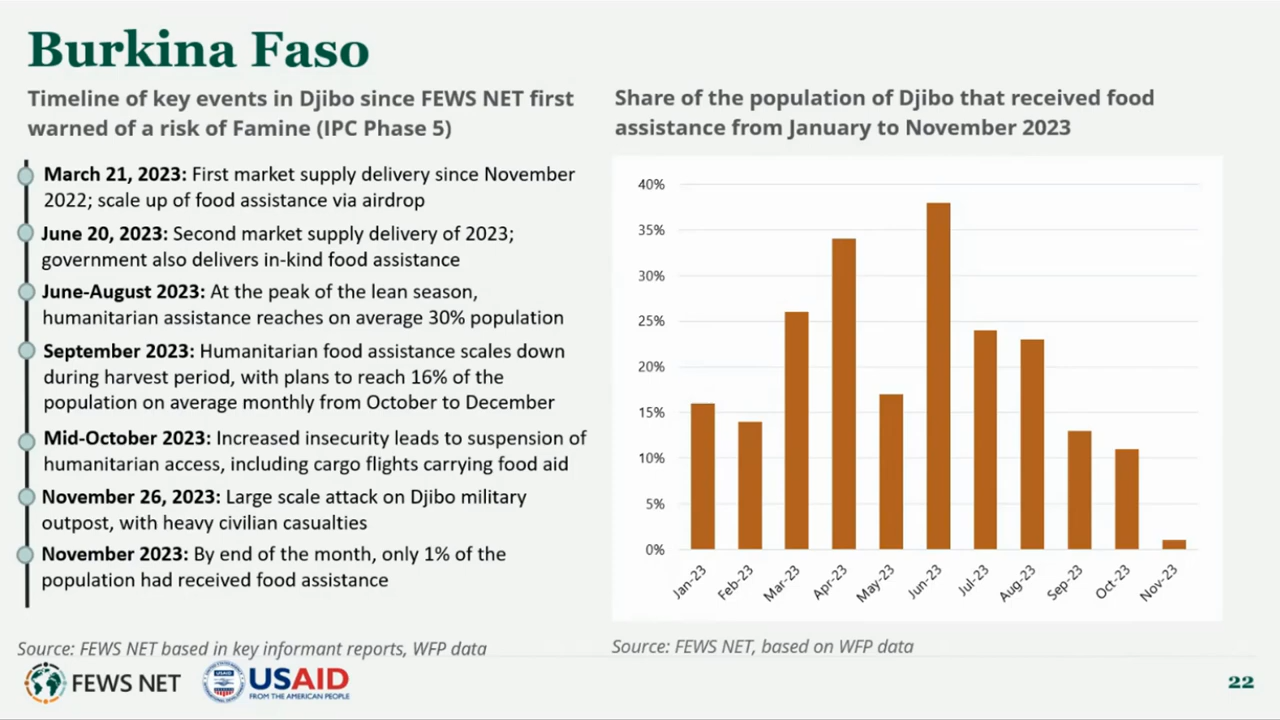 Burkina Faso
Timeline of key events in Djibo since FEWS NET first
warned of a risk of Famine (IPC Phase 5)
March 21, 2023: First market supply delivery since November
2022; scale up of food assistance via airdrop
June 20, 2023: Second market supply delivery of 2023;
government also delivers in-kind food assistance
June-August 2023: At the peak of the lean season,
humanitarian assistance reaches on average 30% population
September 2023: Humanitarian food assistance scales down
during harvest period, with plans to reach 16% of the
population on average monthly from October to December
Mid-October 2023: Increased insecurity leads to suspension of
humanitarian access, including cargo flights carrying food aid
November 26, 2023: Large scale attack on Djibo military
outpost, with heavy civilian casualties
November 2023: By end of the month, only 1% of the
population had received food assistance
Source: FEWS NET based in key informant reports, WFP data
Share of the population of Djibo that received food
assistance from January to November 2023
40%
35%
30%
25%
20%
15%
10%
5%
0%
Jan-23
Feb-23
Mar-23
Apr-23
May-23
Jun-23
Jul-23
Aug-23
Sep-23
Oct-23
Nov-23
Source: FEWS NET, based on WFP data
FEWS NET
USAID
USAID
FROM THE AMERICAN PEOPLE
22